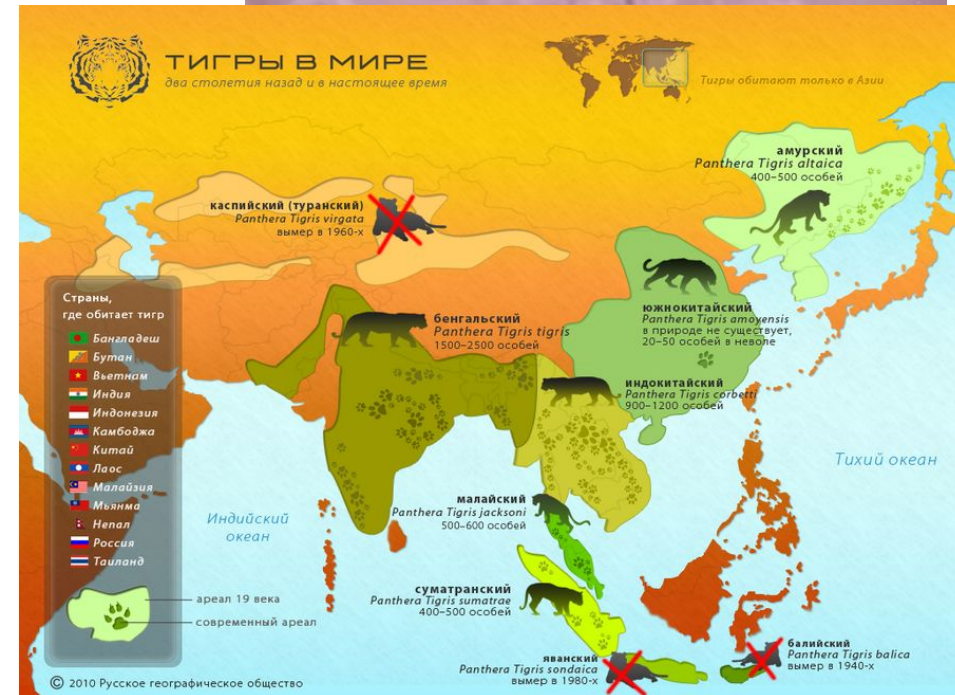 ТИГРЫ В МИРЕ
два столетия назад и в настоящее время
Тигры обитают только в Азии
амурский
Panthera Tigris altaica
400–500 особей
каспийский (туранский)
Panthera Tigris virgata
вымер в 1960-х
южнокитайский
Panthera Tigris amoyensis
в природе не существует,
20–50 особей в неволе
бенгальский
Panthera Tigris tigris
1500–2500 особей
индокитайский
Panthera Tigris corbetti
900–1200 особей
Страны,
где обитает тигр
Бангладеш
Бутан
Вьетнам
Индия
Индонезия
Камбоджа
Китай
Лаос
Малайзия
Мьянма
Непал
Россия
Таиланд
ареал 19 века
современный ареал
Индийский
океан
Тихий океан
малайский
Panthera Tigris jacksoni
500–600 особей
суматранский
Panthera Tigris sumatrae
400–500 особей
яванский
Panthera Tigris sondaica
вымер в 1980-х
балийский
Panthera Tigris balica
вымер в 1940-х
© 2010 Русское географическое общество